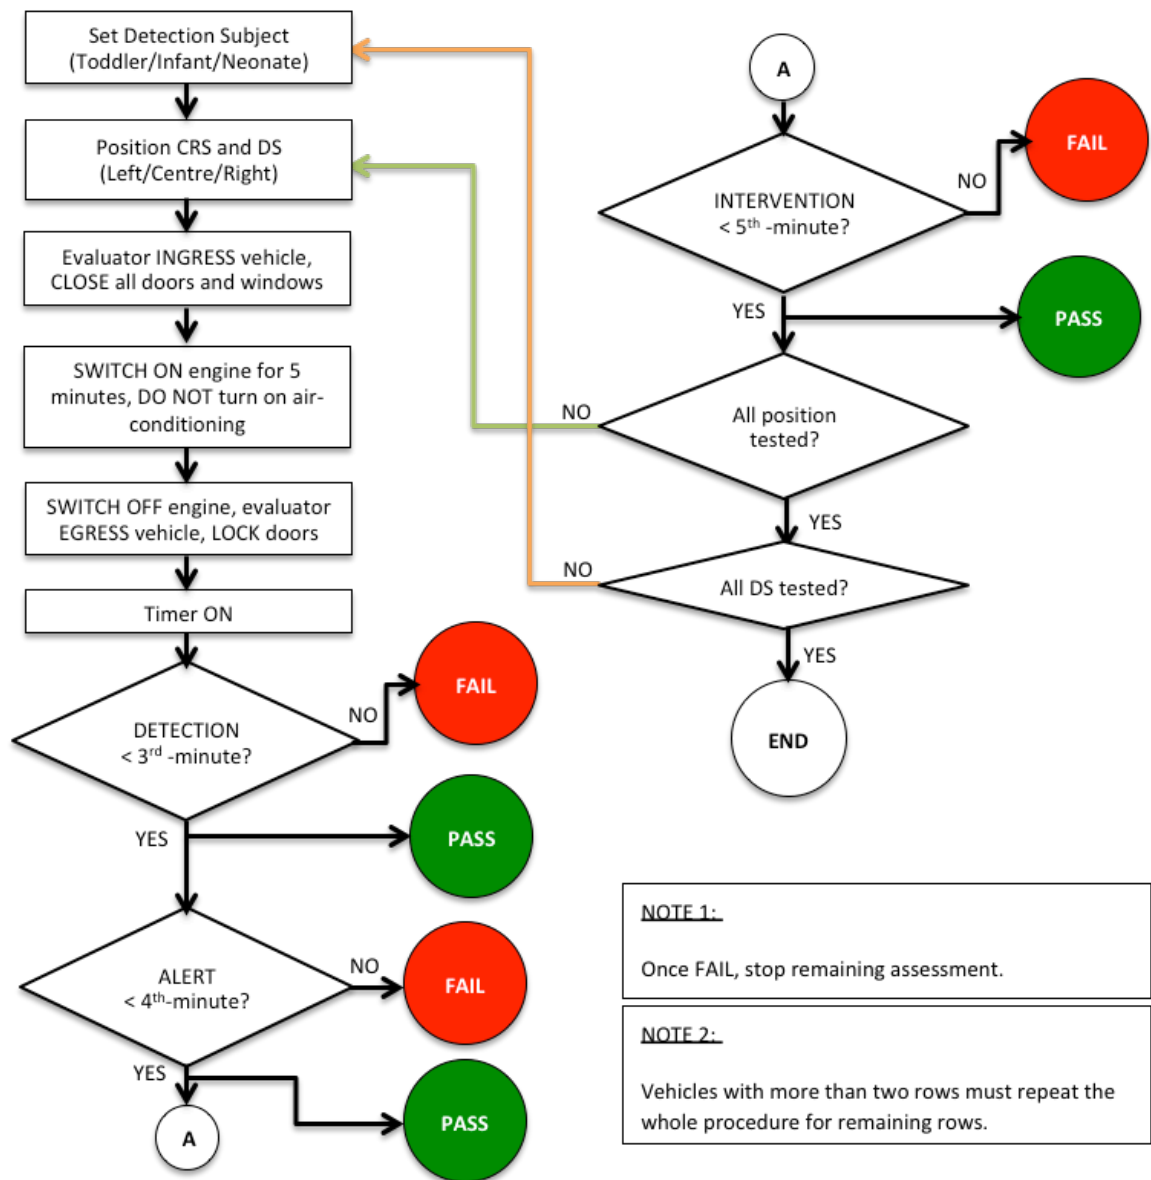 Set Detection Subject
(Toddler/Infant/Neonate)
Position CRS and DS
(Left/Centre/Right)
Evaluator INGRESS vehicle,
CLOSE all doors and windows
SWITCH ON engine for 5
minutes, DO NOT turn on air-
conditioning
SWITCH OFF engine, evaluator
EGRESS vehicle, LOCK doors
Timer ON
DETECTION
< 3rd -minute?
NO
FAIL
YES
PASS
ALERT
< 4th-minute?
NO
FAIL
YES
PASS
A
A
INTERVENTION
< 5th -minute?
NO
FAIL
YES
PASS
All position
tested?
NO
YES
All DS tested?
NO
YES
END
NOTE 1:
Once FAIL, stop remaining assessment.
NOTE 2:
Vehicles with more than two rows must repeat the
whole procedure for remaining rows.